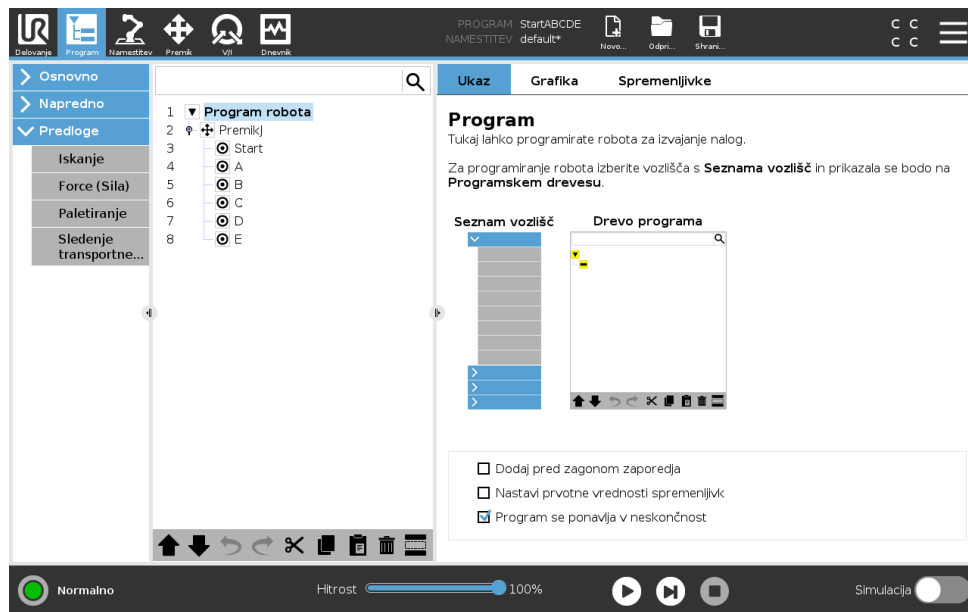 UR
PROGRAM StartABCDE
NAMESTITEV default*
C C
C C
Delovanje Program Namestitev Premik V/I Dnevnik Novo... Odpri... Shrani...
Osnovno
Napredno
Predloge
Iskanje
Force (Sila)
Paletiranje
Sledenje
transportne...
1 Program robota
2 PremikJ
3 Start
4 A
5 B
6 C
7 D
8 E
Ukaz Grafika Spremenljivke
Program
Tukaj lahko programirate robota za izvajanje nalog.
Za programiranje robota izberite vozlišča s Seznama vozlišč in prikazala se bodo na
Programskem drevesu.
Seznam vozlišč Drevo programa
Dodaj pred zagonom zaporedja
Nastavi prvotne vrednosti spremenljivk
Program se ponavlja v neskončnost
Normalno Hitrost 100% Simulacija